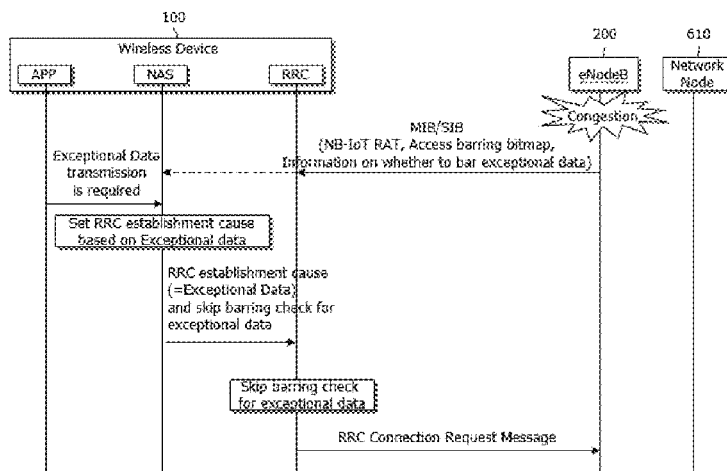 100
200
610
Wireless Device
APP
NAS
RRC
eNodeB
Network
Node
Congestion
MIB/SIB
(NB-IoT RAT, Access barring bitmap,
Information on whether to bar exceptional data)
Exceptional Data
transmission
is required
Set RRC establishment cause
based on Exceptional data
RRC establishment cause
(=Exceptional Data)
and skip barring check for
exceptional data
Skip barring check
for exceptional data
RRC Connection Request Message